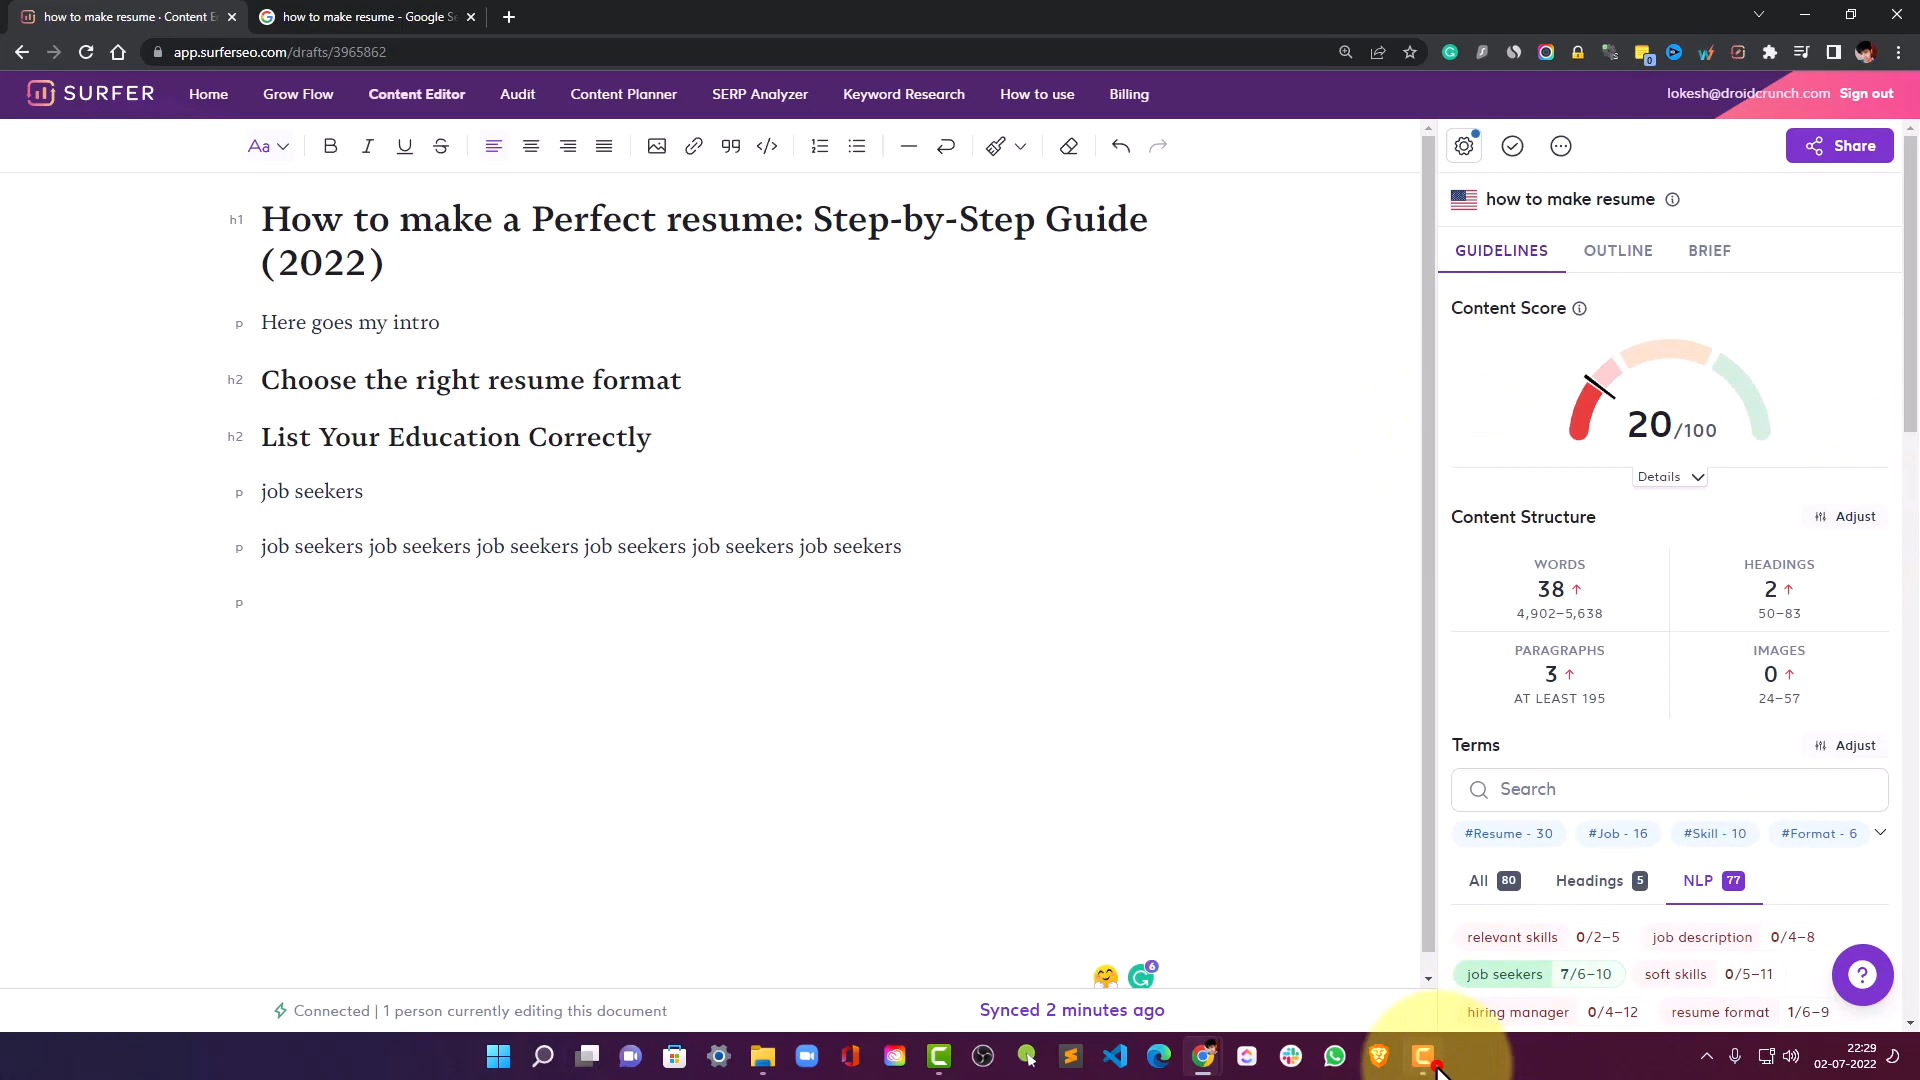 how to make resume · Content E
how to make resume - Google Se
app.surferseo.com/drafts/3965862
0
SURFER
Home
Grow Flow
Content Editor
Audit
Content Planner
SERP Analyzer
Keyword Research
How to use
Billing
lokesh@droidcrunch.com
Sign out
Aa
Share
h1 How to make a Perfect resume: Step-by-Step Guide
(2022)
p Here goes my intro
h2 Choose the right resume format
h2 List Your Education Correctly
p job seekers
p job seekers job seekers job seekers job seekers job seekers job seekers
p
6
Connected | 1 person currently editing this document
Synced 2 minutes ago
how to make resume
GUIDELINES
OUTLINE
BRIEF
Content Score
20/100
Details
Content Structure
Adjust
WORDS
38
4,902–5,638
HEADINGS
2
50–83
PARAGRAPHS
3
AT LEAST 195
IMAGES
0
24–57
Terms
Adjust
Search
#Resume - 30
#Job - 16
#Skill - 10
#Format - 6
All 80
Headings 5
NLP 77
relevant skills 0/2–5
job description 0/4–8
job seekers 7/6–10
soft skills 0/5–11
hiring manager 0/4–12
resume format 1/6–9
?
22:29
02-07-2022